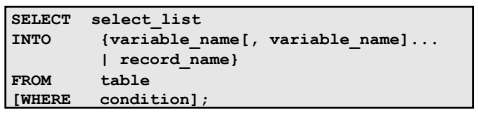 SELECT select_list
INTO {variable_name[, variable_name]...
| record_name}
FROM table
[WHERE condition];